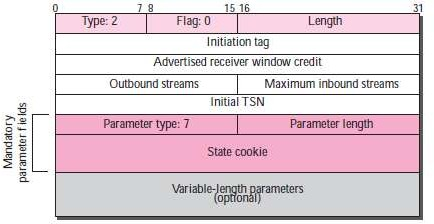 0 7 8 15 16 31
Type: 2 Flag: 0 Length
Initiation tag
Advertised receiver window credit
Outbound streams Maximum inbound streams
Initial TSN
Mandatory
parameter fields
Parameter type: 7 Parameter length
State cookie
Variable-length parameters
(optional)